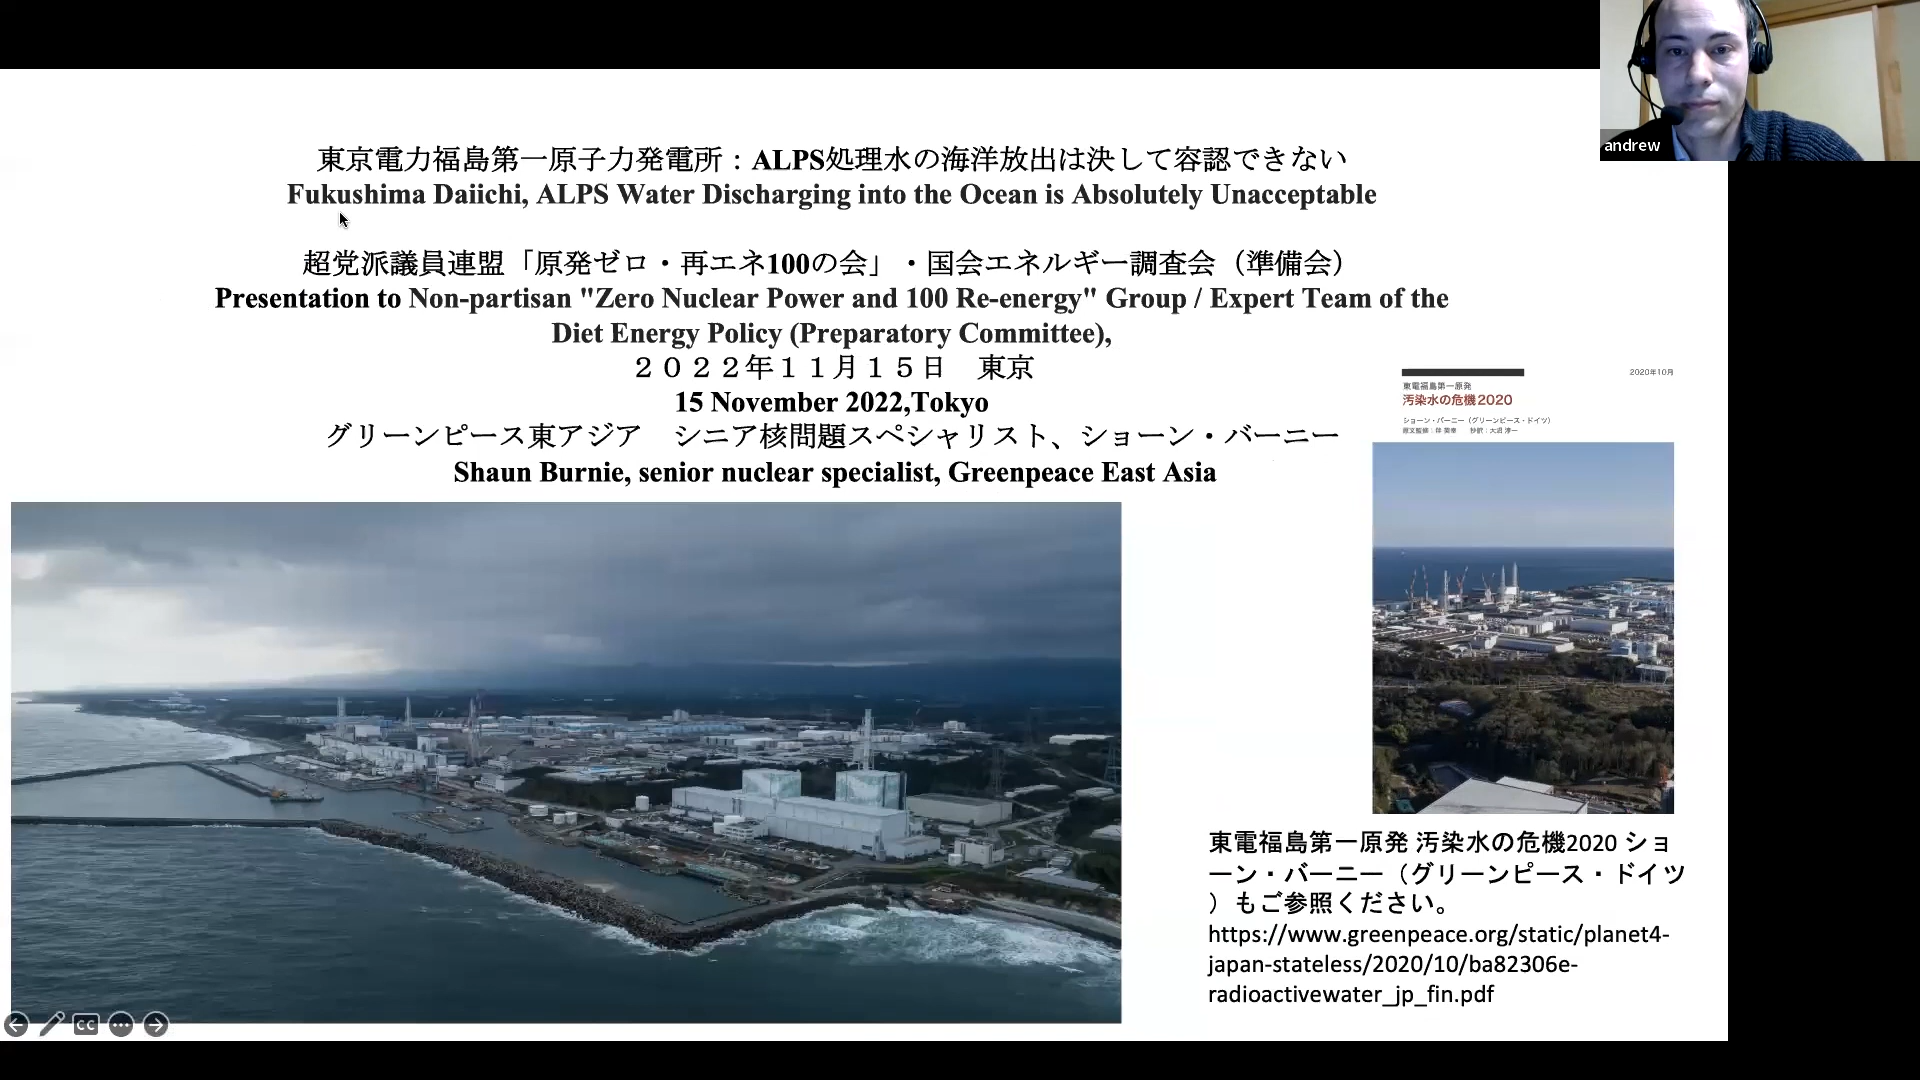 andrew
東京電力福島第一原子力発電所：ALPS処理水の海洋放出は決して容認できない
Fukushima Daiichi, ALPS Water Discharging into the Ocean is Absolutely Unacceptable
超党派議員連盟「原発ゼロ・再エネ100の会」・国会エネルギー調査会（準備会）
Presentation to Non-partisan "Zero Nuclear Power and 100 Re-energy" Group / Expert Team of the
Diet Energy Policy (Preparatory Committee),
２０２２年１１月１５日　東京
15 November 2022,Tokyo
グリーンピース東アジア　シニア核問題スペシャリスト、ショーン・バーニー
Shaun Burnie, senior nuclear specialist, Greenpeace East Asia
2020年10月
東電福島第一原発
汚染水の危機2020
ショーン・バーニー（グリーンピース・ドイツ）
東電福島第一原発 汚染水の危機2020 ショ
ーン・バーニー（グリーンピース・ドイツ
）もご参照ください。
https://www.greenpeace.org/static/planet4-
japan-stateless/2020/10/ba82306e-
radioactivewater_jp_fin.pdf
CC